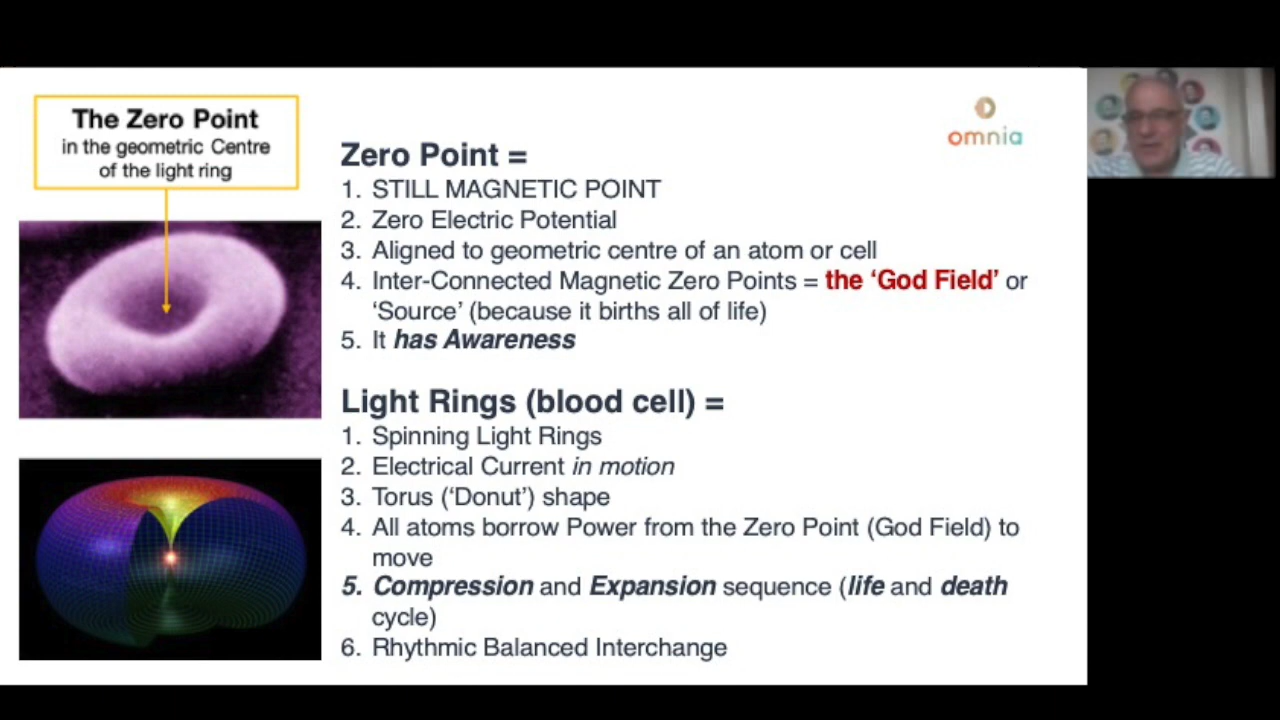 The Zero Point
in the geometric Centre
of the light ring
omnia
Zero Point =
1. STILL MAGNETIC POINT
2. Zero Electric Potential
3. Aligned to geometric centre of an atom or cell
4. Inter-Connected Magnetic Zero Points = the ‘God Field’ or
‘Source’ (because it births all of life)
5. It has Awareness
Light Rings (blood cell) =
1. Spinning Light Rings
2. Electrical Current in motion
3. Torus (‘Donut’) shape
4. All atoms borrow Power from the Zero Point (God Field) to
move
5. Compression and Expansion sequence (life and death
cycle)
6. Rhythmic Balanced Interchange